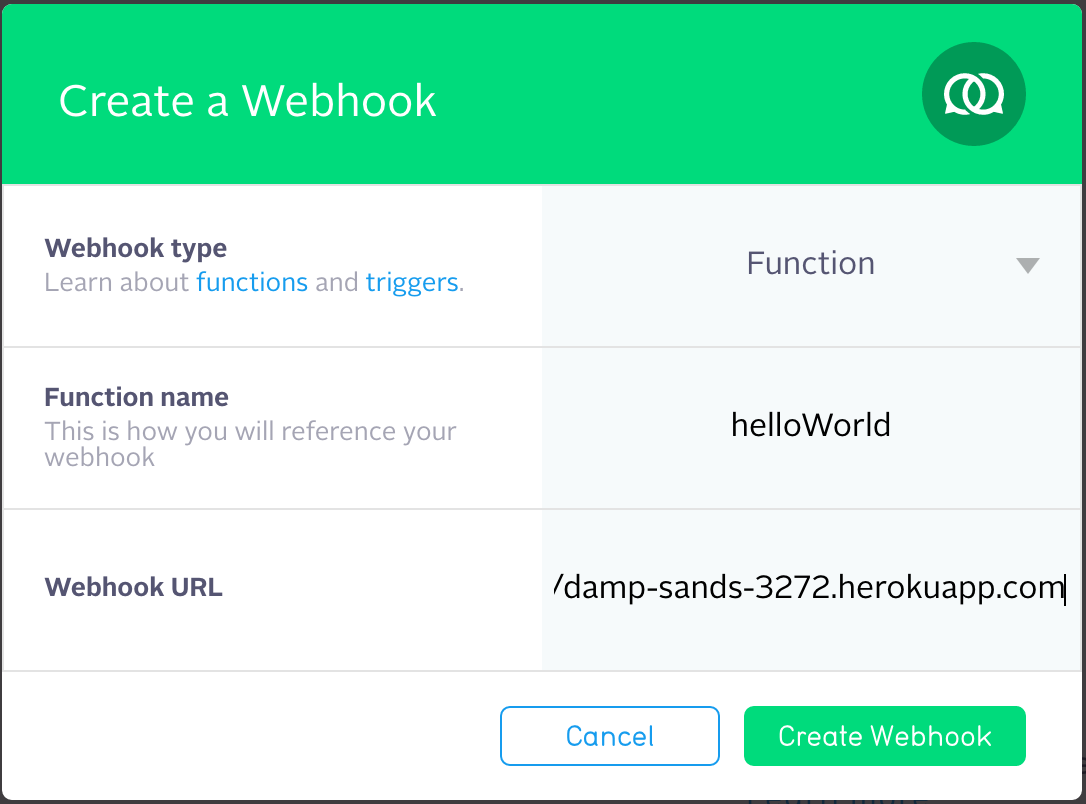 Create a Webhook
Webhook type
Learn about functions and triggers.
Function
Function name
This is how you will reference your
webhook
helloWorld
Webhook URL
/damp-sands-3272.herokuapp.com
Cancel
Create Webhook